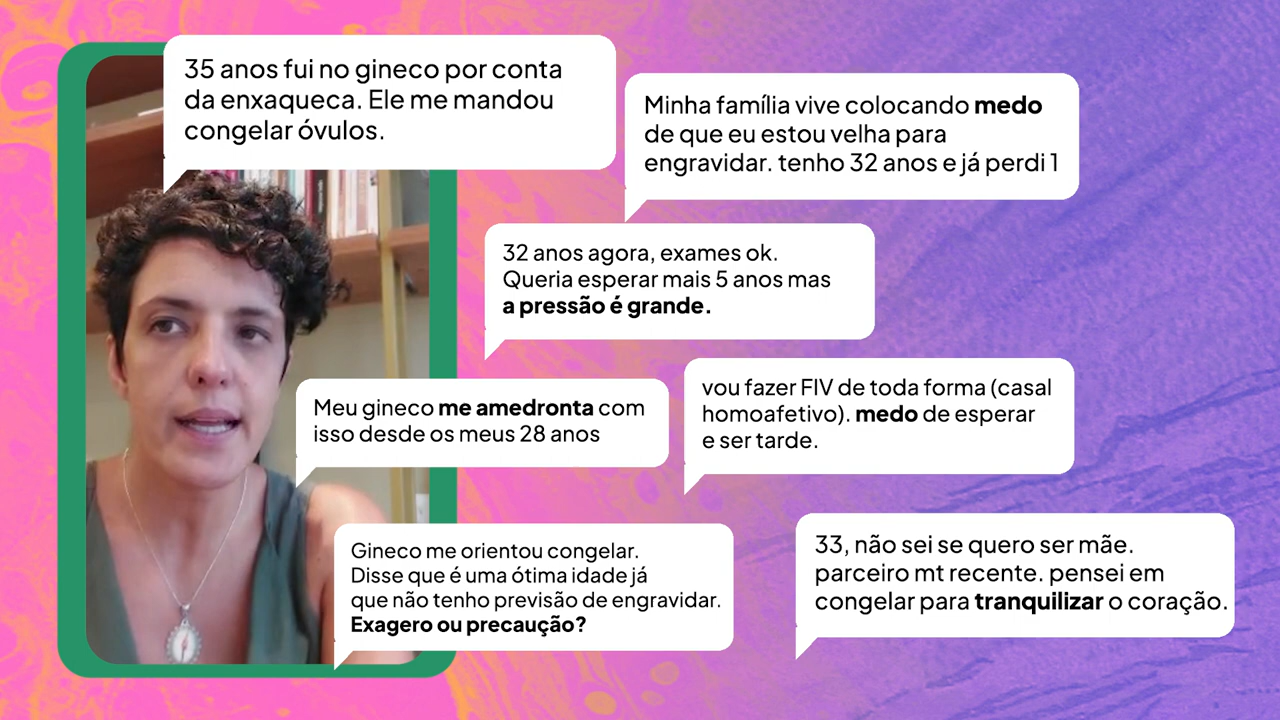 35 anos fui no gineco por conta
da enxaqueca. Ele me mandou
congelar óvulos.
Minha família vive colocando medo
de que eu estou velha para
engravidar. tenho 32 anos e já perdi 1
32 anos agora, exames ok.
Queria esperar mais 5 anos mas
a pressão é grande.
Meu gineco me amedronta com
isso desde os meus 28 anos
vou fazer FIV de toda forma (casal
homoafetivo). medo de esperar
e ser tarde.
Gineco me orientou congelar.
Disse que é uma ótima idade já
que não tenho previsão de engravidar.
Exagero ou precaução?
33, não sei se quero ser mãe.
parceiro mt recente. pensei em
congelar para tranquilizar o coração.